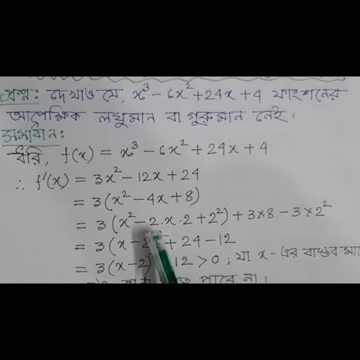 প্রশ্ন: দেখাও যে, x³ – 6x² + 24x + 4 ফাংশনের
আপেক্ষিক লঘুমান বা গুরুমান নেই।
সমাধান:
ধরি, f(x) = x³ – 6x² + 24x + 4
∴ f'(x) = 3x² – 12x + 24
= 3(x² – 4x + 8)
= 3(x² – 2.x.2 + 2²) + 3×8 – 3×2²
= 3(x – 2 + 24 – 12
= 3(x – 2) 12 > 0; যা x-এর বাস্তব
পারে না।